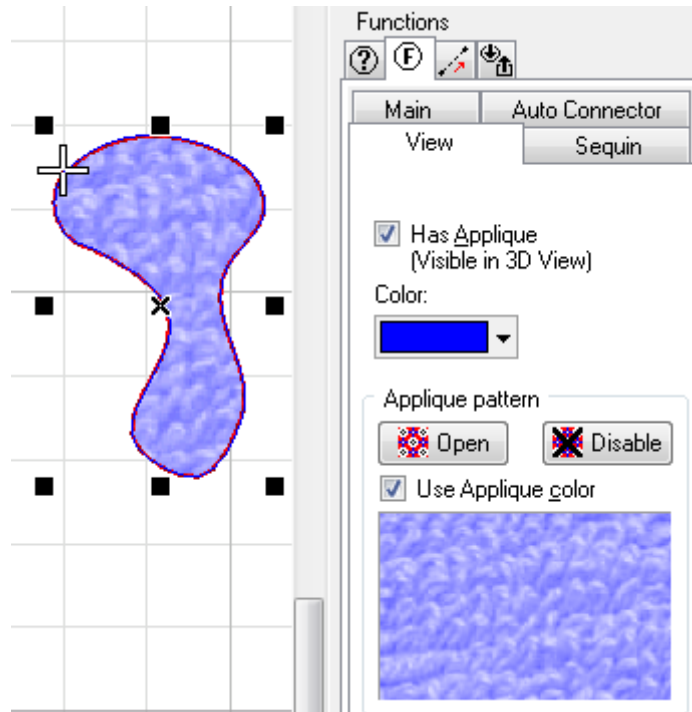 Functions
? F
Main Auto Connector
View Sequin
Has Applique
(Visible in 3D View)
Color:
Applique pattern
Open Disable
Use Applique color